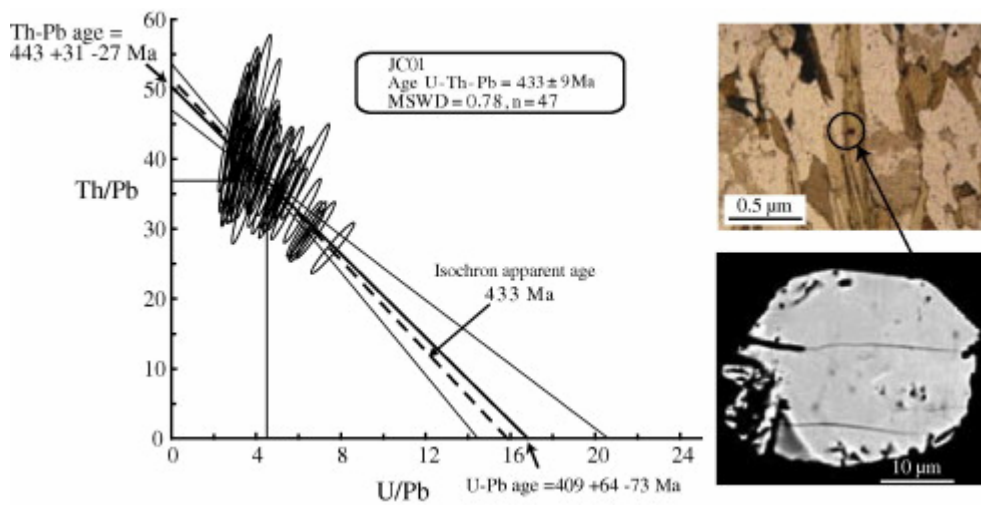 Th-Pb age =
443 +31 -27 Ma
60
50
40
30
20
10
0
Th/Pb
JC01
Age U-Th-Pb = 433 ± 9 Ma
MSWD = 0.78, n = 47
Isochron apparent age
433 Ma
0 4 8 12 16 20 24
U/Pb
U-Pb age =409 +64 -73 Ma
0.5 µm
10 µm